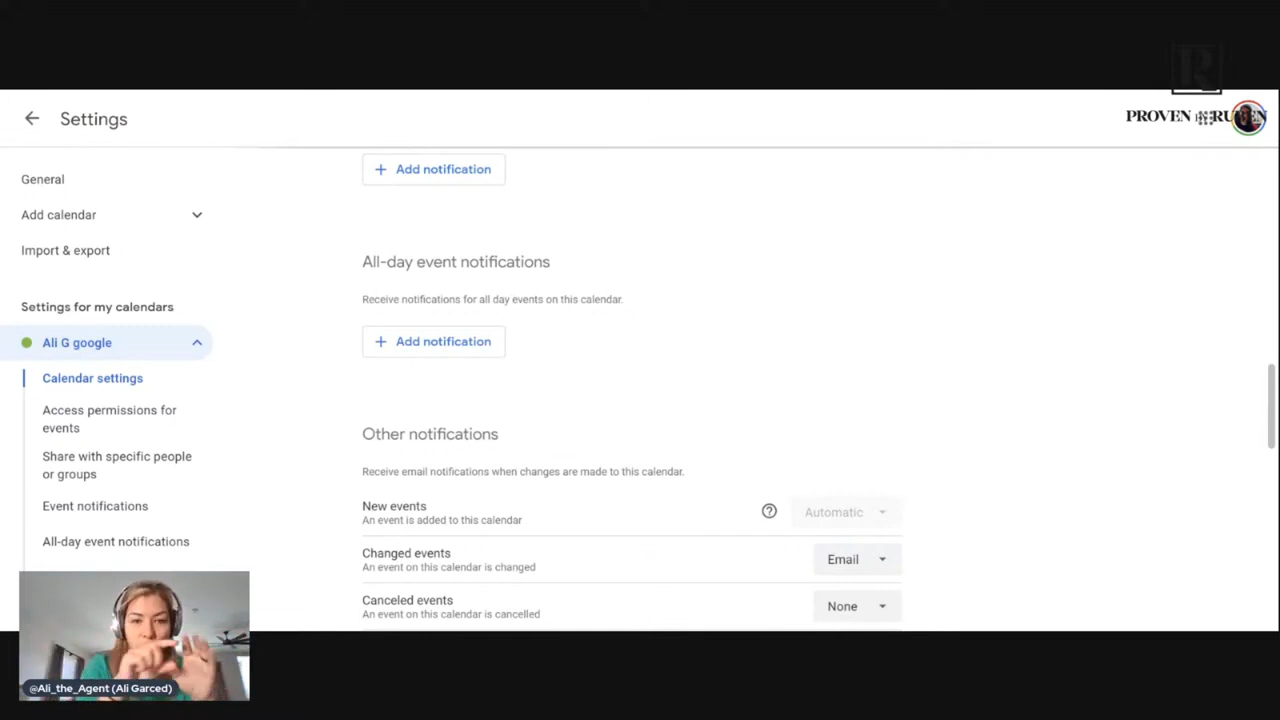 Settings
PROVEN
General
Add calendar
Import & export
Settings for my calendars
Ali G google
Calendar settings
Access permissions for
events
Share with specific people
or groups
Event notifications
All-day event notifications
+ Add notification
All-day event notifications
Receive notifications for all day events on this calendar.
+ Add notification
Other notifications
Receive email notifications when changes are made to this calendar.
New events
An event is added to this calendar
Automatic
Changed events
An event on this calendar is changed
Email
Canceled events
An event on this calendar is cancelled
None
@Ali_the_Agent (Ali Garced)